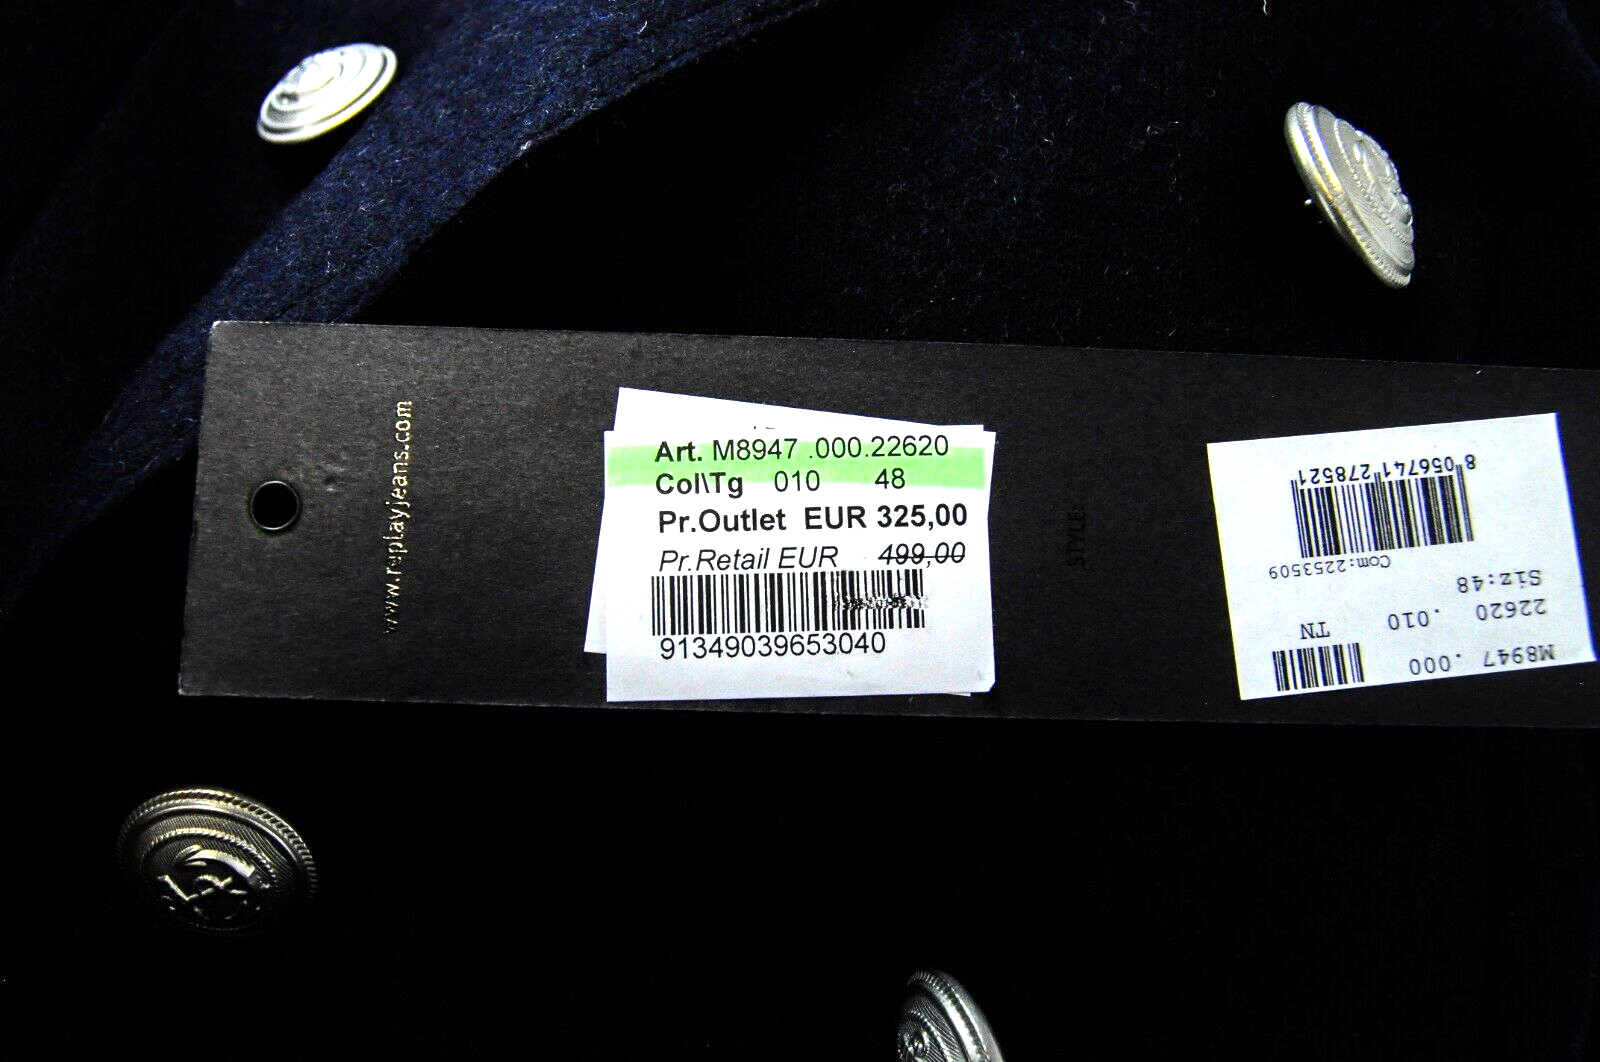 www.replayjeans.com
Art. M8947 .000.22620
Col\Tg 010 48
Pr.Outlet EUR 325,00
Pr.Retail EUR 499,00
91349039653040
STYLE:
M8947 .000
22620 .010 TN
Siz:48
Com:2253509
8 056741 278521